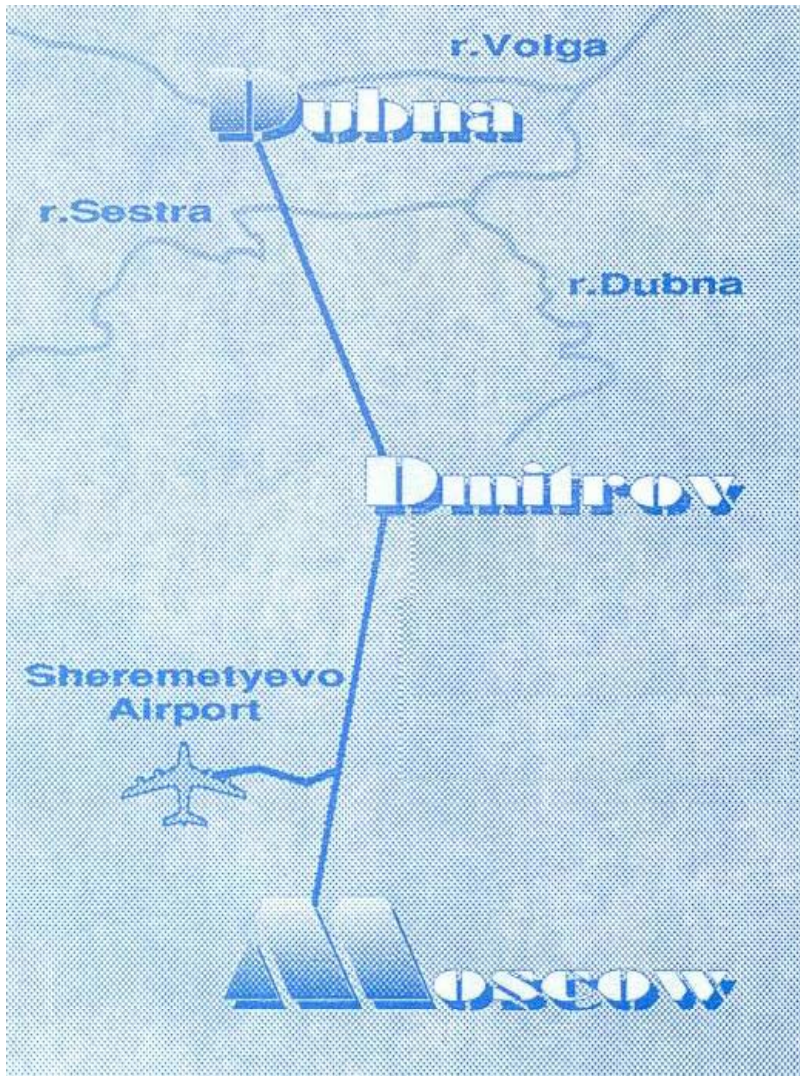 r.Volga
Dubna
r.Sestra
r.Dubna
Dmitrov
Sheremetyevo
Airport
Moscow